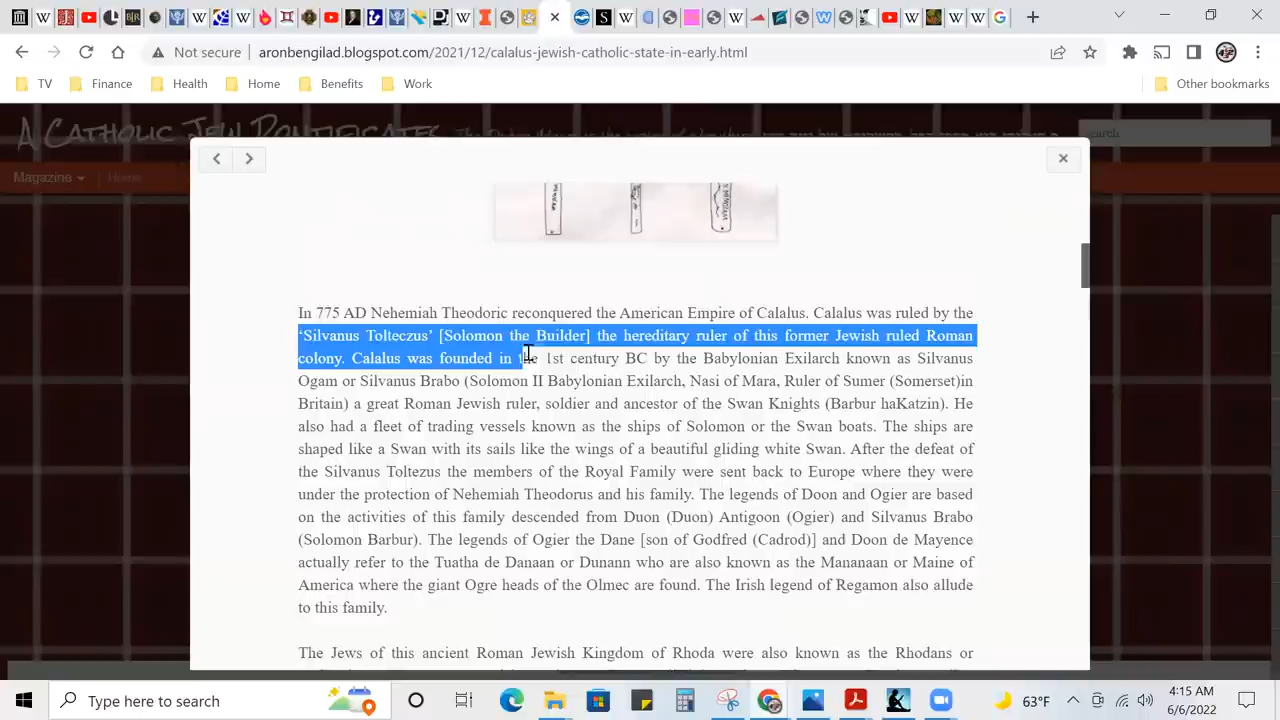 Not secure
aronbengilad.blogspot.com/2021/12/calalus-jewish-catholic-state-in-early.html
TV
Finance
Health
Home
Benefits
Work
Other bookmarks
A Catholic Jew Pontificates
search
Magazine
Home
In 775 AD Nehemiah Theodoric reconquered the American Empire of Calalus. Calalus was ruled by the
‘Silvanus Tolteczus’ [Solomon the Builder] the hereditary ruler of this former Jewish ruled Roman
colony. Calalus was founded in the 1st century BC by the Babylonian Exilarch known as Silvanus
Ogam or Silvanus Brabo (Solomon II Babylonian Exilarch, Nasi of Mara, Ruler of Sumer (Somerset)in
Britain) a great Roman Jewish ruler, soldier and ancestor of the Swan Knights (Barbur haKatzin). He
also had a fleet of trading vessels known as the ships of Solomon or the Swan boats. The ships are
shaped like a Swan with its sails like the wings of a beautiful gliding white Swan. After the defeat of
the Silvanus Toltezus the members of the Royal Family were sent back to Europe where they were
under the protection of Nehemiah Theodorus and his family. The legends of Doon and Ogier are based
on the activities of this family descended from Duon (Duon) Antigoon (Ogier) and Silvanus Brabo
(Solomon Barbur). The legends of Ogier the Dane [son of Godfred (Cadrod)] and Doon de Mayence
actually refer to the Tuatha de Danaan or Dunann who are also known as the Mananaan or Maine of
America where the giant Ogre heads of the Olmec are found. The Irish legend of Regamon also allude
to this family.
The Jews of this ancient Roman Jewish Kingdom of Rhoda were also known as the Rhodans or
Type here to search
63°F
4:15 AM
6/6/2022